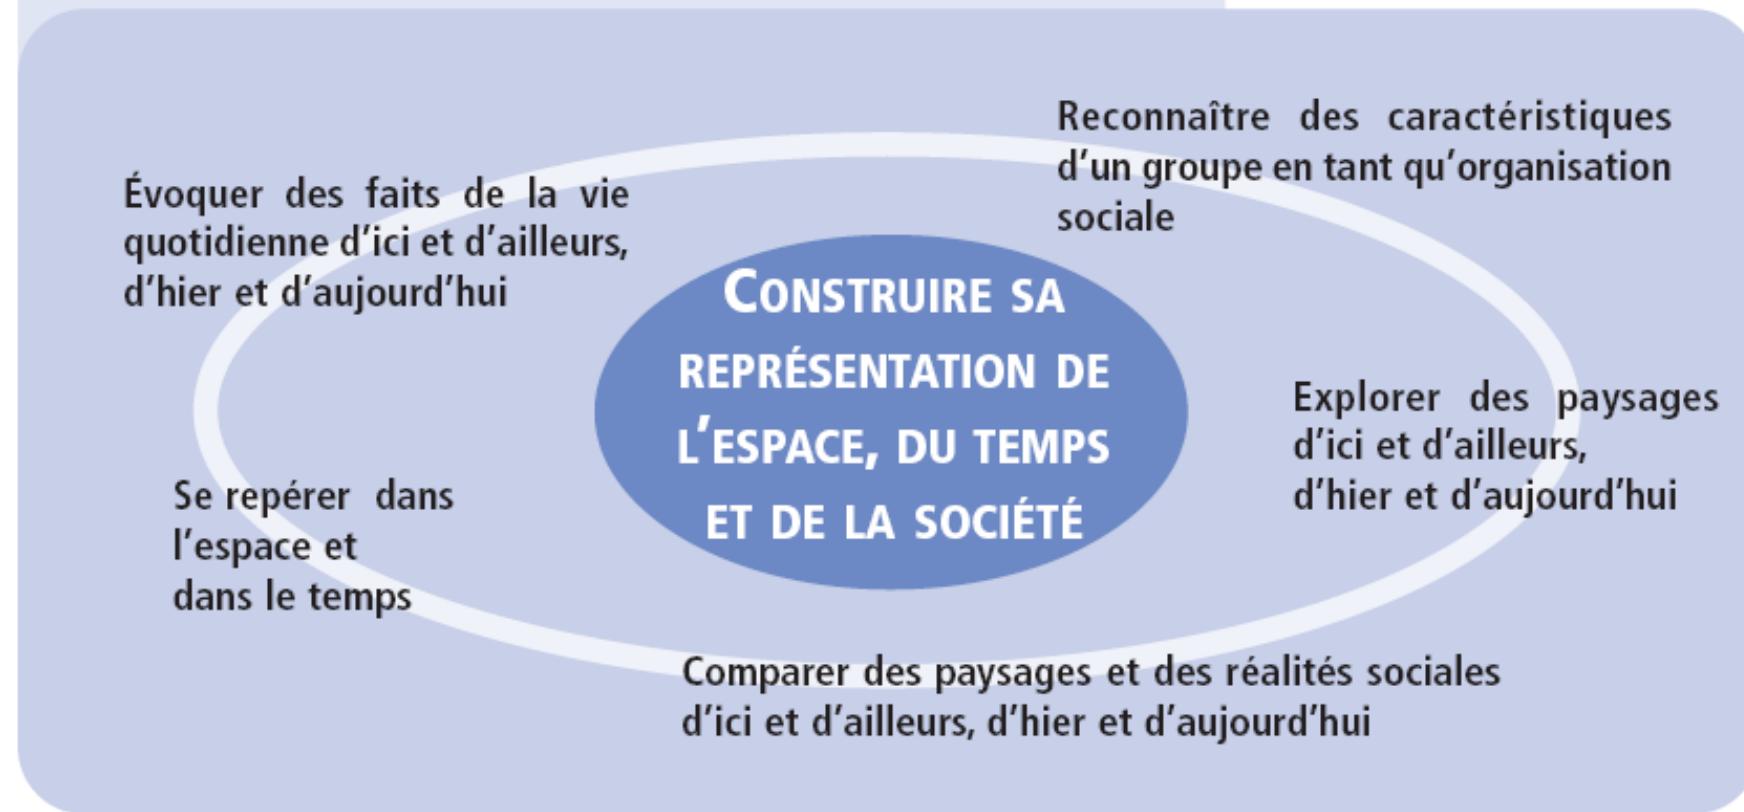 Reconnaître des caractéristiques
d'un groupe en tant qu'organisation
sociale
Évoquer des faits de la vie
quotidienne d'ici et d'ailleurs,
d'hier et d'aujourd'hui
CONSTRUIRE SA
REPRÉSENTATION DE
L'ESPACE, DU TEMPS
ET DE LA SOCIÉTÉ
Explorer des paysages
d'ici et d'ailleurs,
d'hier et d'aujourd'hui
Se repérer dans
l'espace et
dans le temps
Comparer des paysages et des réalités sociales
d'ici et d'ailleurs, d'hier et d'aujourd'hui